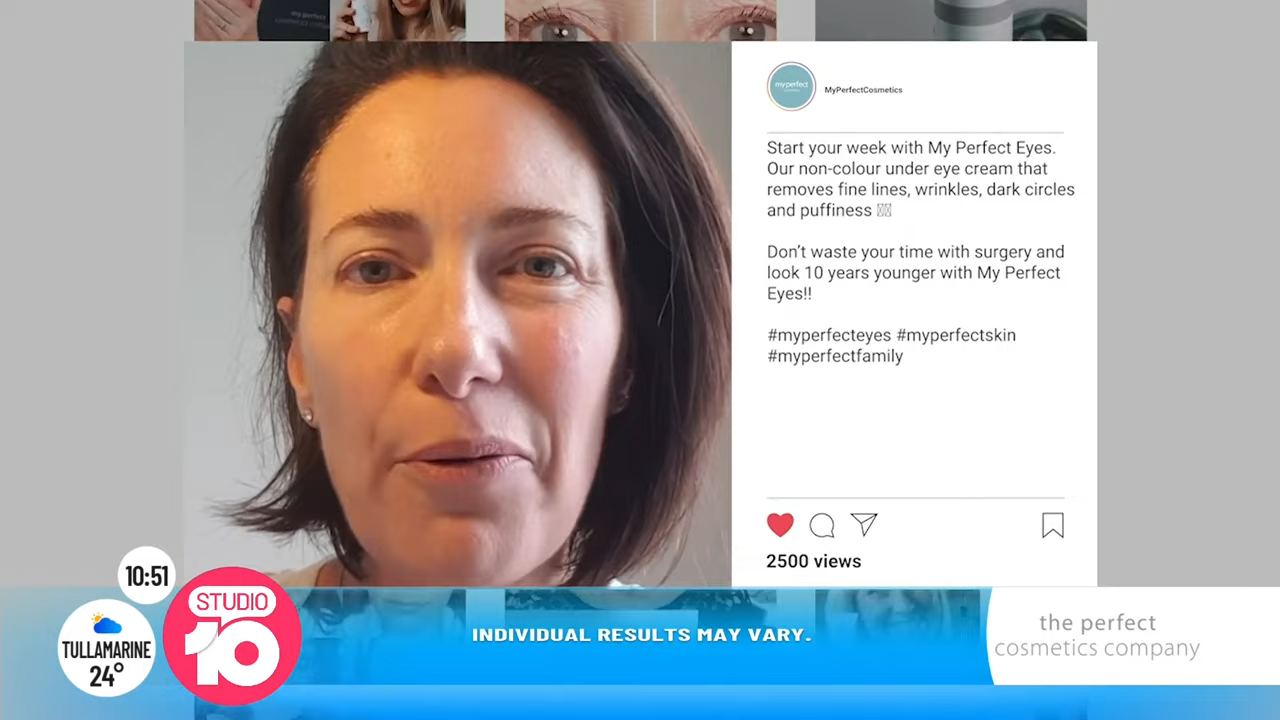 my perfect
MyPerfectCosmetics
Start your week with My Perfect Eyes.
Our non-colour under eye cream that
removes fine lines, wrinkles, dark circles
and puffiness
Don't waste your time with surgery and
look 10 years younger with My Perfect
Eyes!!
#myperfecteyes #myperfectskin
#myperfectfamily
2500 views
10:51
TULLAMARINE
24°
STUDIO
10
INDIVIDUAL RESULTS MAY VARY.
the perfect
cosmetics company